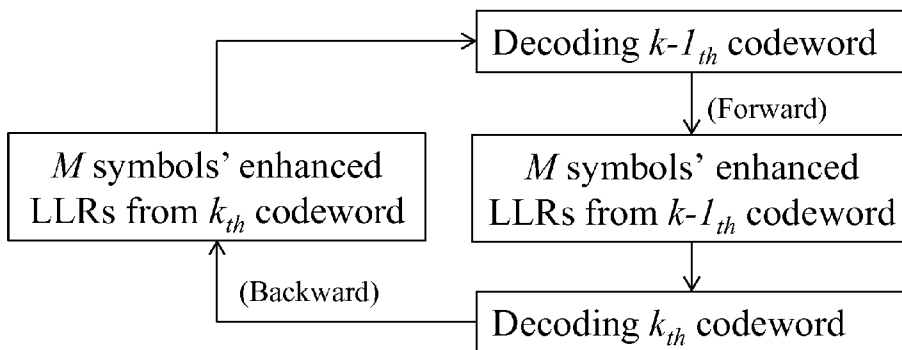 Decoding k-1th codeword
(Forward)
M symbols’ enhanced
LLRs from kth codeword
M symbols’ enhanced
LLRs from k-1th codeword
(Backward)
Decoding kth codeword